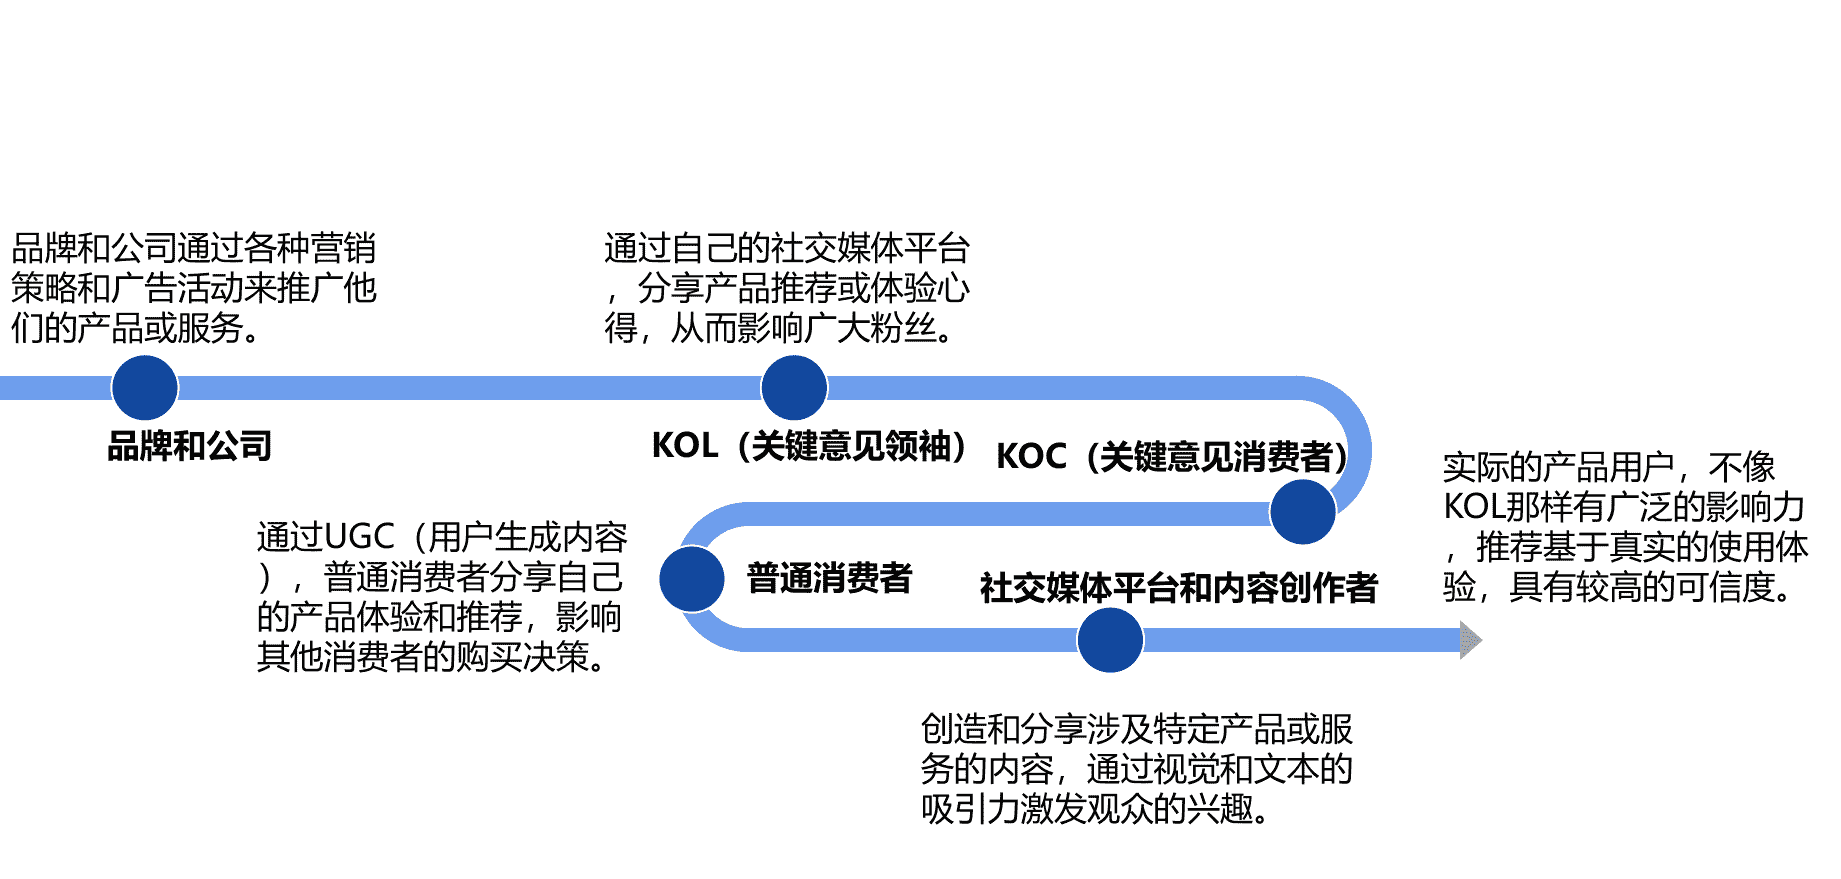 品牌和公司通过各种营销
策略和广告活动来推广他
们的产品或服务。
品牌和公司
通过自己的社交媒体平台
，分享产品推荐或体验心
得，从而影响广大粉丝。
KOL（关键意见领袖）
KOC（关键意见消费者）
实际的产品用户，不像
KOL那样有广泛的影响力
，推荐基于真实的使用体
验，具有较高的可信度。
通过UGC（用户生成内容
），普通消费者分享自己
的产品体验和推荐，影响
其他消费者的购买决策。
普通消费者
社交媒体平台和内容创作者
创造和分享涉及特定产品或服
务的内容，通过视觉和文本的
吸引力激发观众的兴趣。